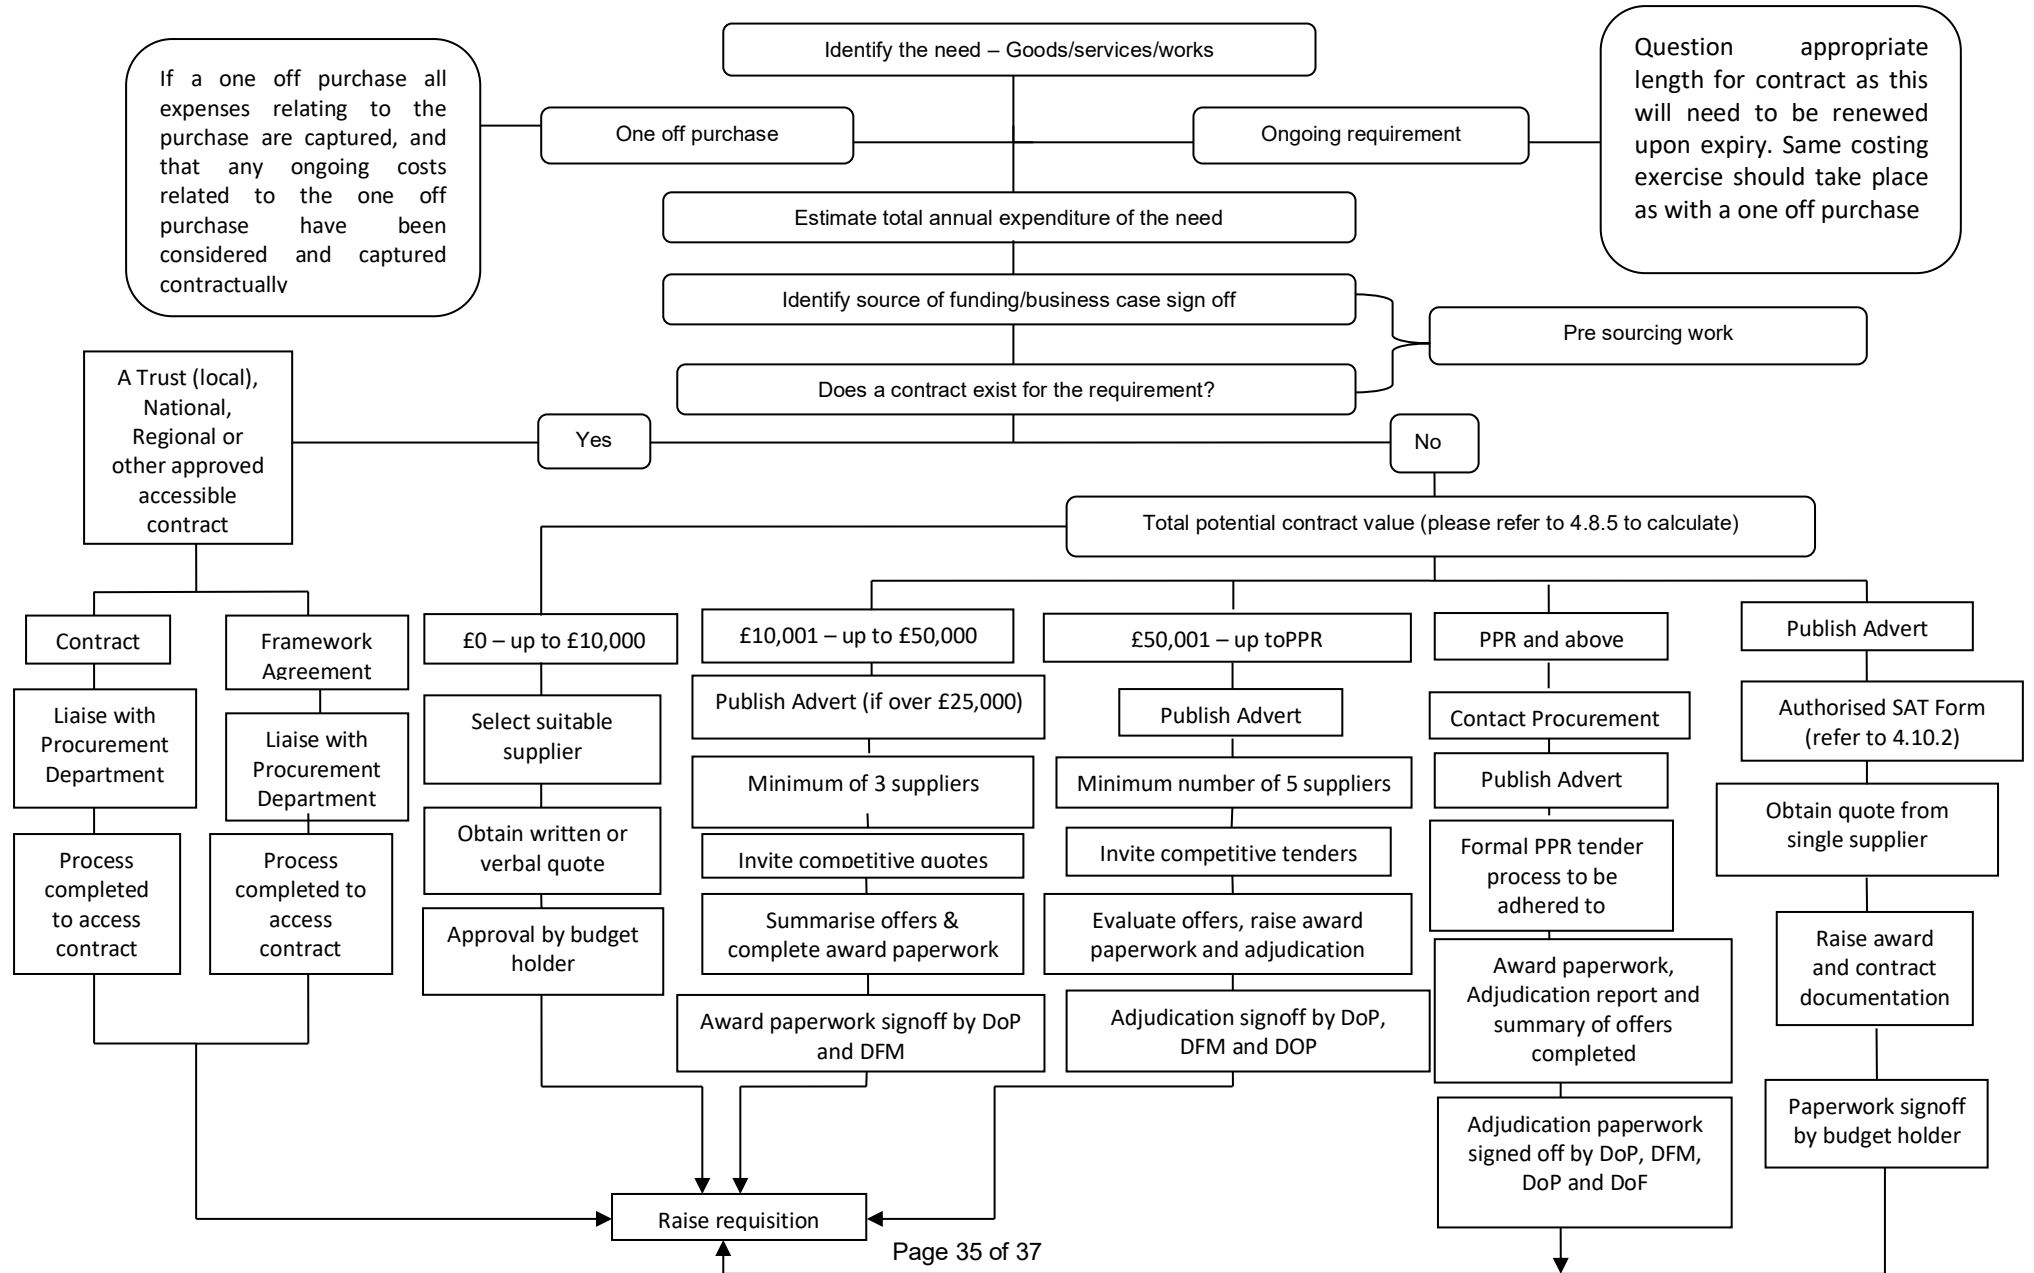 Identify the need – Goods/services/works
If a one off purchase all
expenses relating to the
purchase are captured, and
that any ongoing costs
related to the one off
purchase have been
considered and captured
contractually
One off purchase
Ongoing requirement
Question appropriate
length for contract as this
will need to be renewed
upon expiry. Same costing
exercise should take place
as with a one off purchase
Estimate total annual expenditure of the need
Identify source of funding/business case sign off
Pre sourcing work
Does a contract exist for the requirement?
Yes
No
A Trust (local),
National,
Regional or
other approved
accessible
contract
Total potential contract value (please refer to 4.8.5 to calculate)
Contract
Liaise with
Procurement
Department
Process
completed
to access
contract
Framework
Agreement
Liaise with
Procurement
Department
Process
completed to
access
contract
£0 – up to £10,000
Select suitable
supplier
Obtain written or
verbal quote
Approval by budget
holder
£10,001 – up to £50,000
Publish Advert (if over £25,000)
Minimum of 3 suppliers
Invite competitive quotes
Summarise offers &
complete award paperwork
Award paperwork signoff by DoP
and DFM
£50,001 – up toPPR
Publish Advert
Minimum number of 5 suppliers
Invite competitive tenders
Evaluate offers, raise award
paperwork and adjudication
Adjudication signoff by DoP,
DFM and DOP
PPR and above
Contact Procurement
Publish Advert
Formal PPR tender
process to be
adhered to
Award paperwork,
Adjudication report and
summary of offers
completed
Adjudication paperwork
signed off by DoP, DFM,
DoP and DoF
Publish Advert
Authorised SAT Form
(refer to 4.10.2)
Obtain quote from
single supplier
Raise award
and contract
documentation
Paperwork signoff
by budget holder
Raise requisition
Page 35 of 37